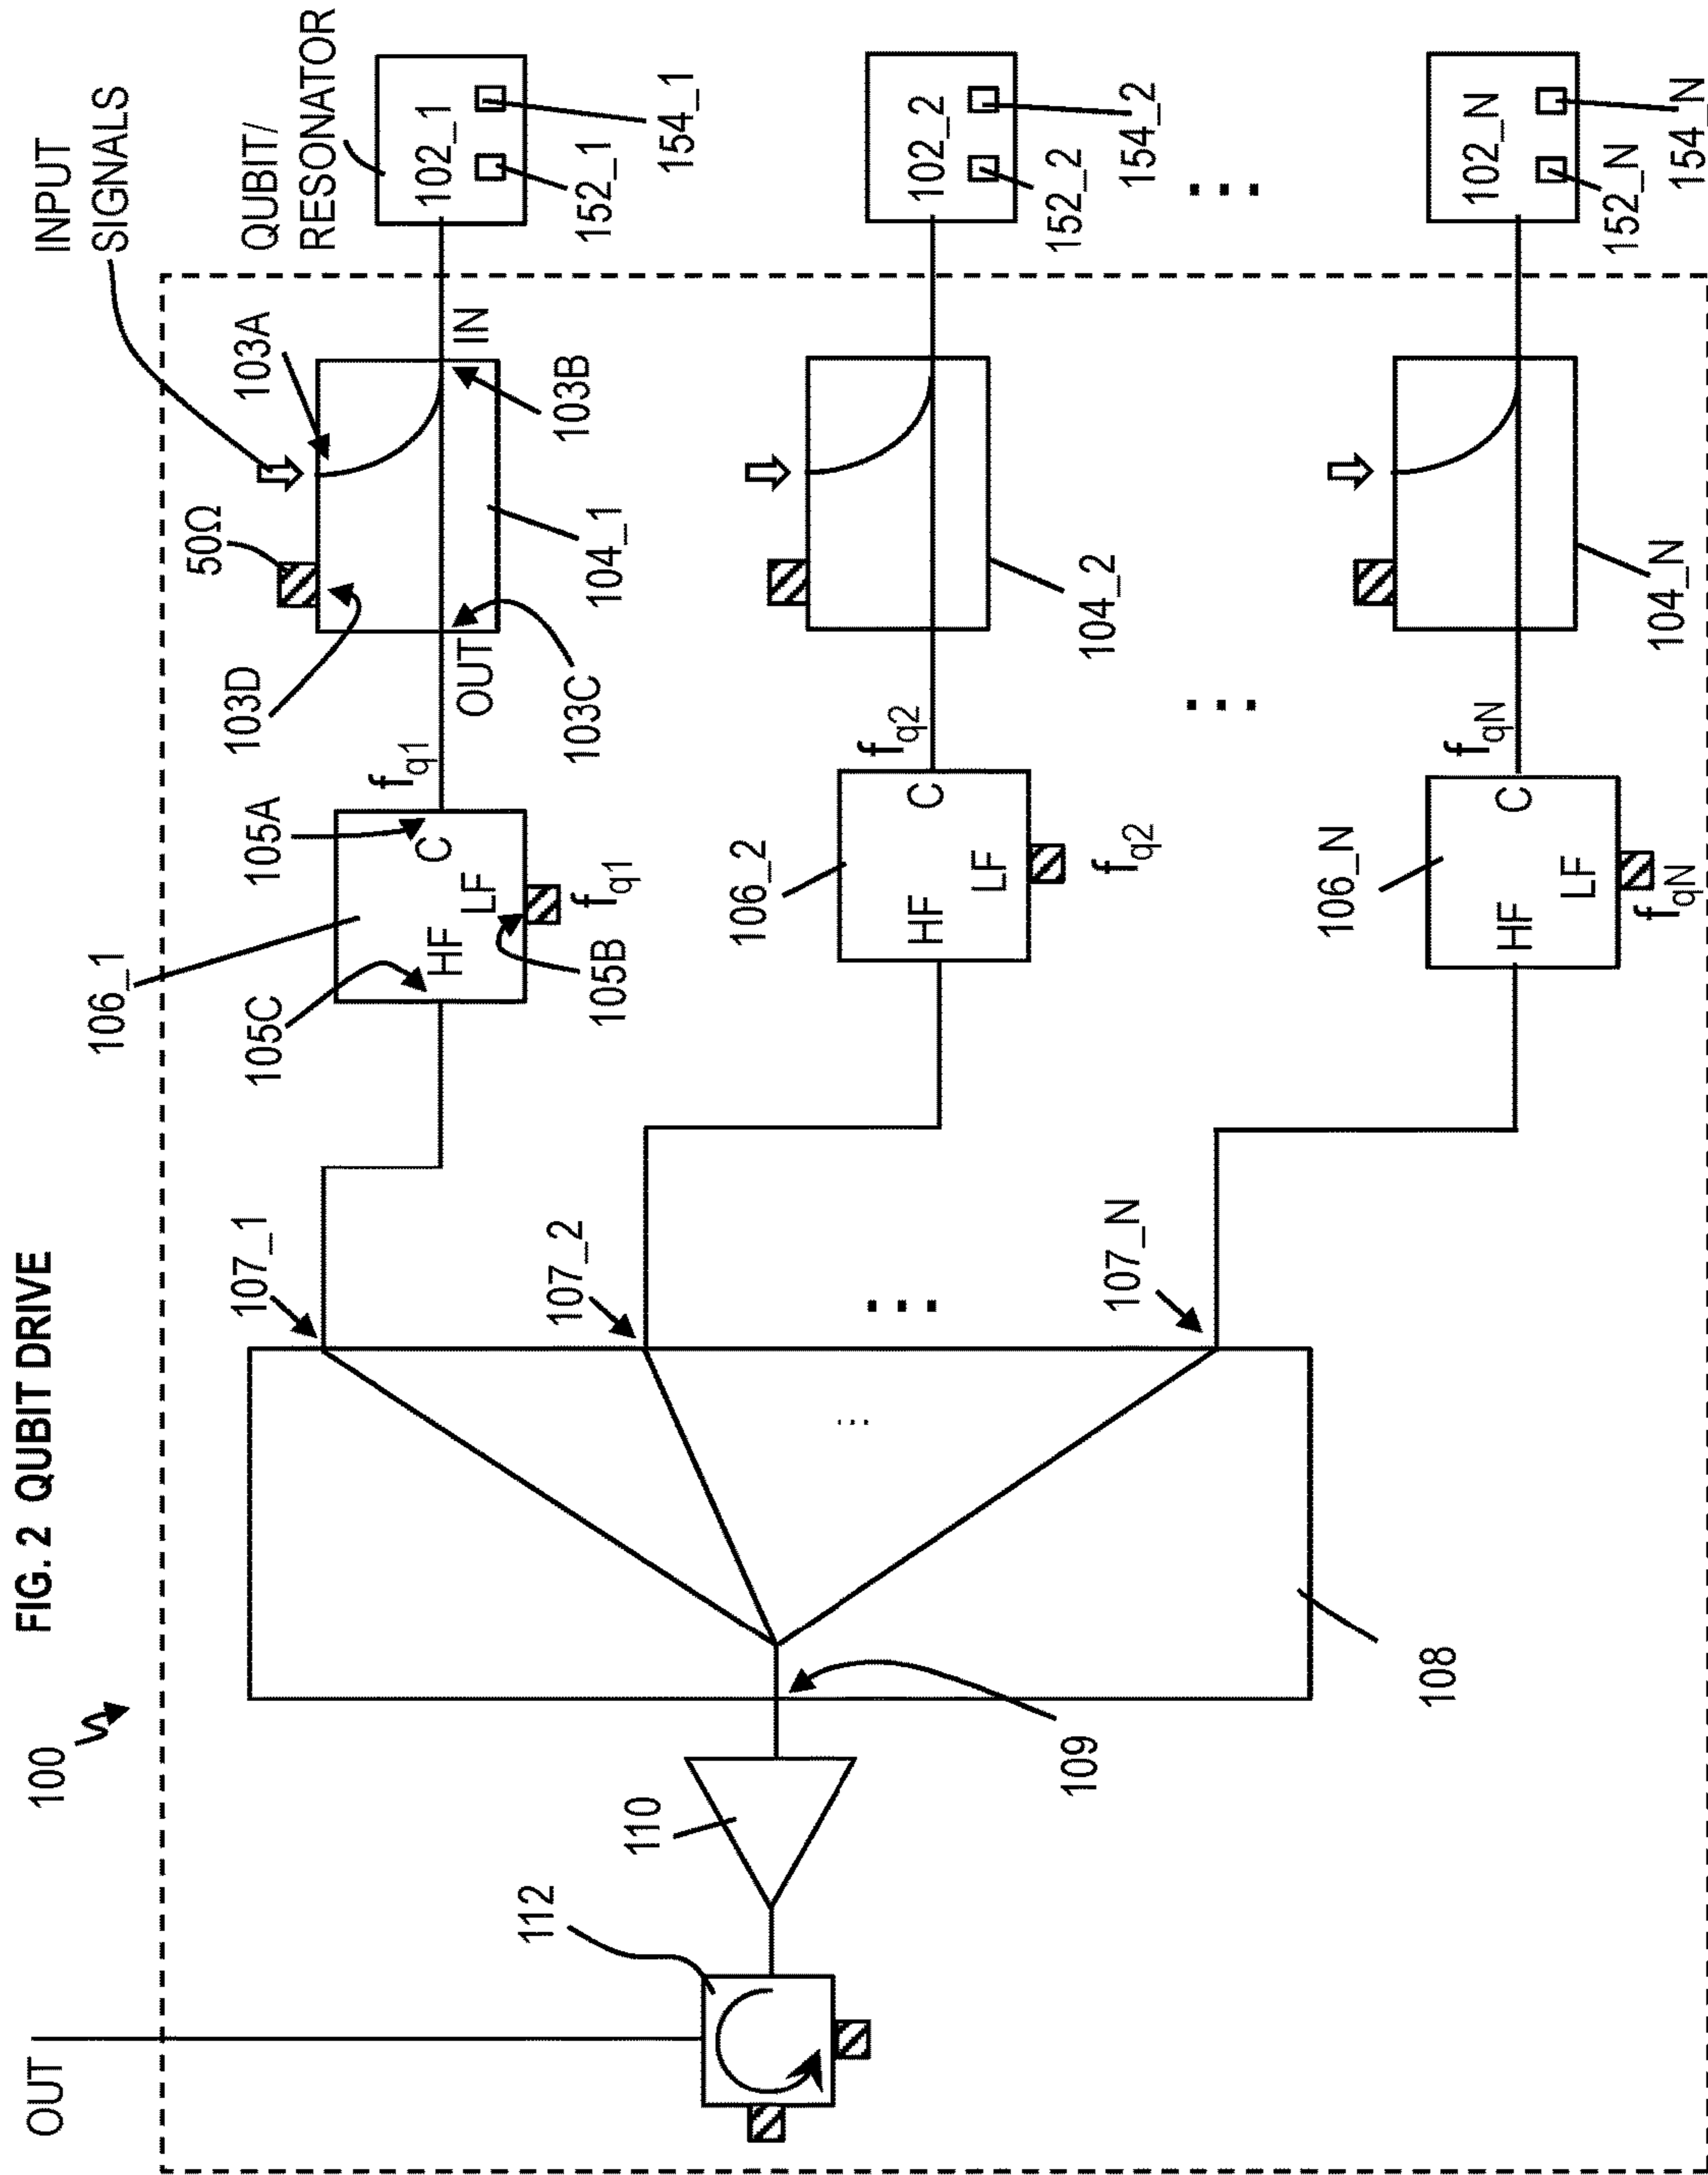 FIG. 2 QUBIT DRIVE
100
INPUT
SIGNALS
QUBIT/
RESONATOR
OUT
112
110
109
108
107_1
107_2
107_N
106_1
105C
105A
HF
C
LF
105B
f_q1
f_q1
103D
50Ω
103A
OUT
IN
103C
103B
104_1
102_1
152_1
154_1
106_2
HF
C
LF
f_q2
f_q2
104_2
102_2
152_2
154_2
106_N
HF
C
LF
f_qN
f_qN
104_N
102_N
152_N
154_N
...
...
...
...